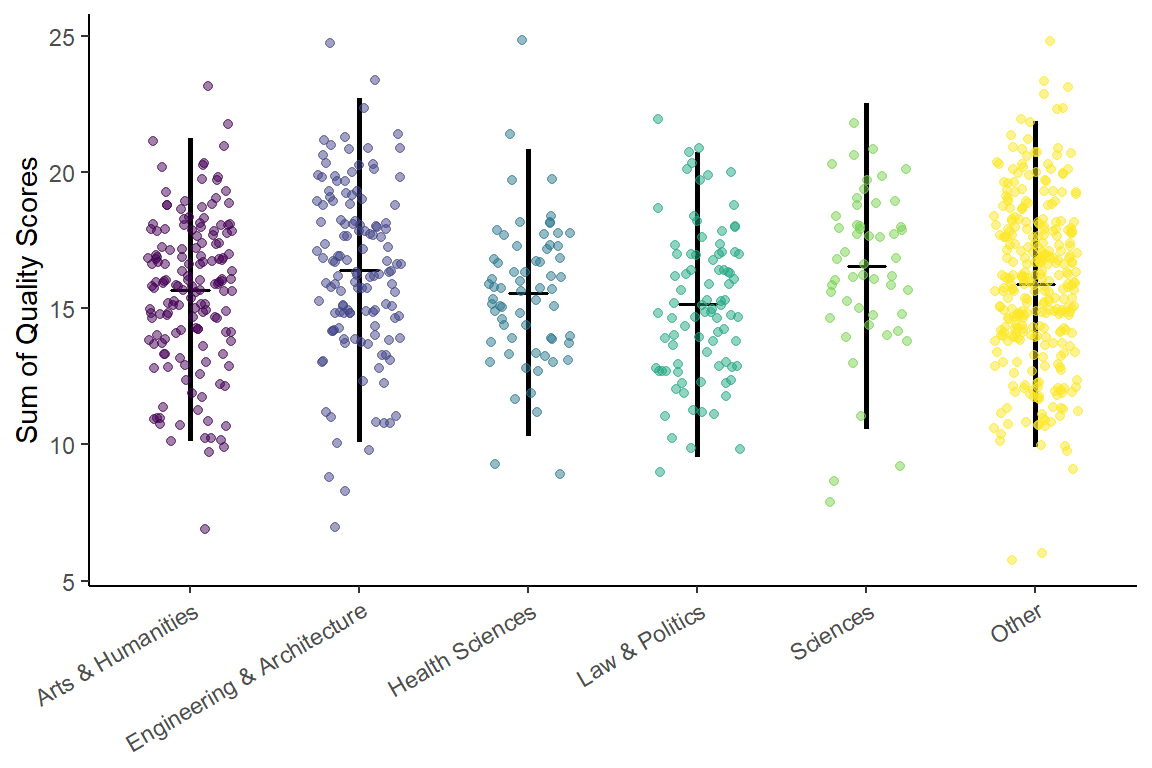 Sum of Quality Scores
25
20
15
10
5
Arts & Humanities
Engineering & Architecture
Health Sciences
Law & Politics
Sciences
Other